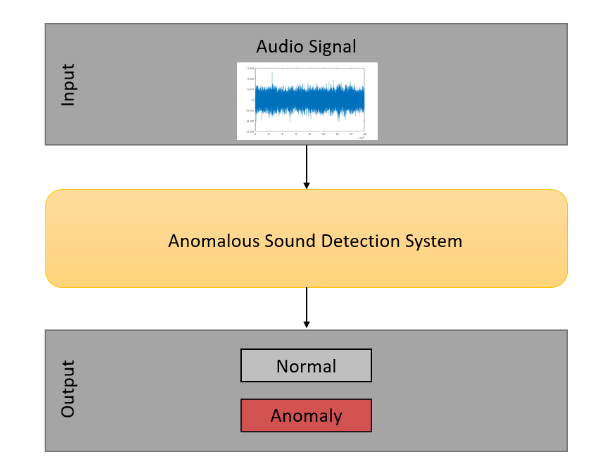 Audio Signal
Input
Anomalous Sound Detection System
Normal
Output
Anomaly